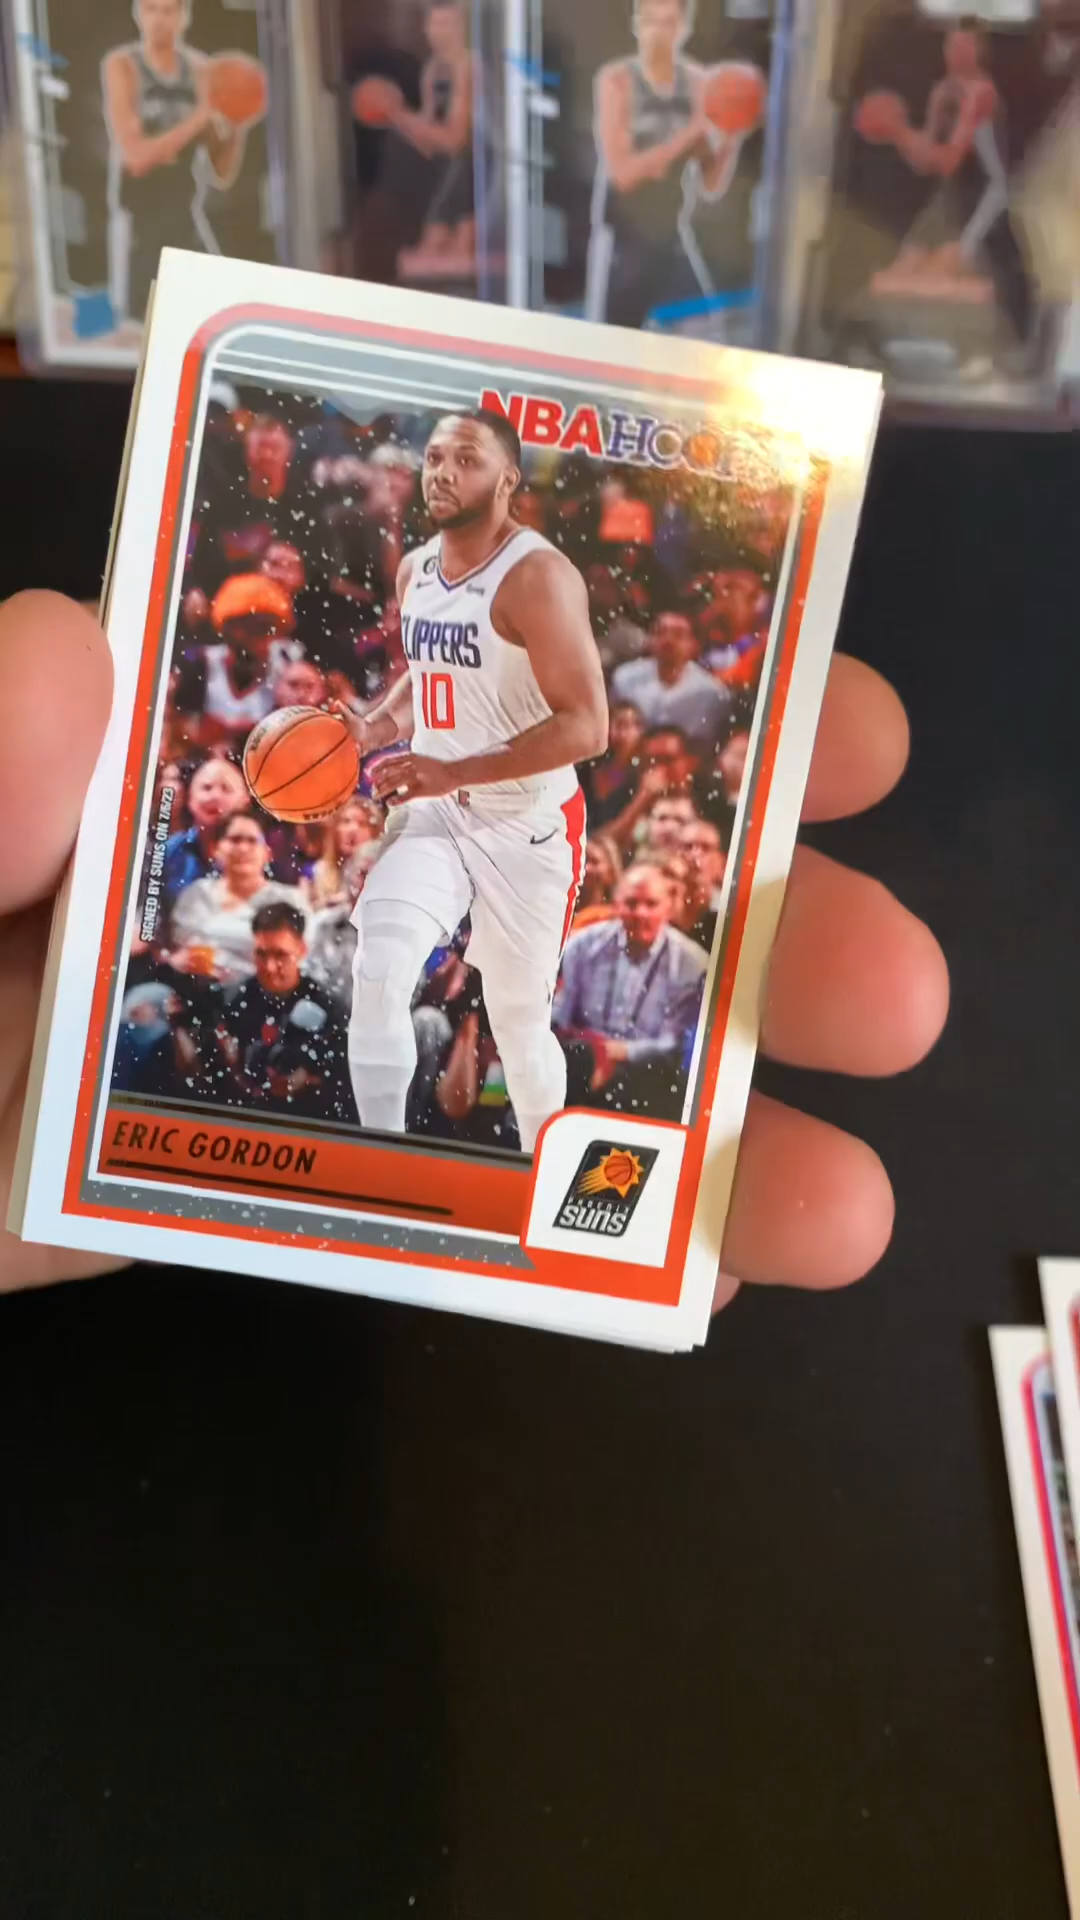 NBA HOOPS
CLIPPERS
10
SIGNED BY SUNS ON 7/6/23
ERIC GORDON
PHOENIX
SUNS